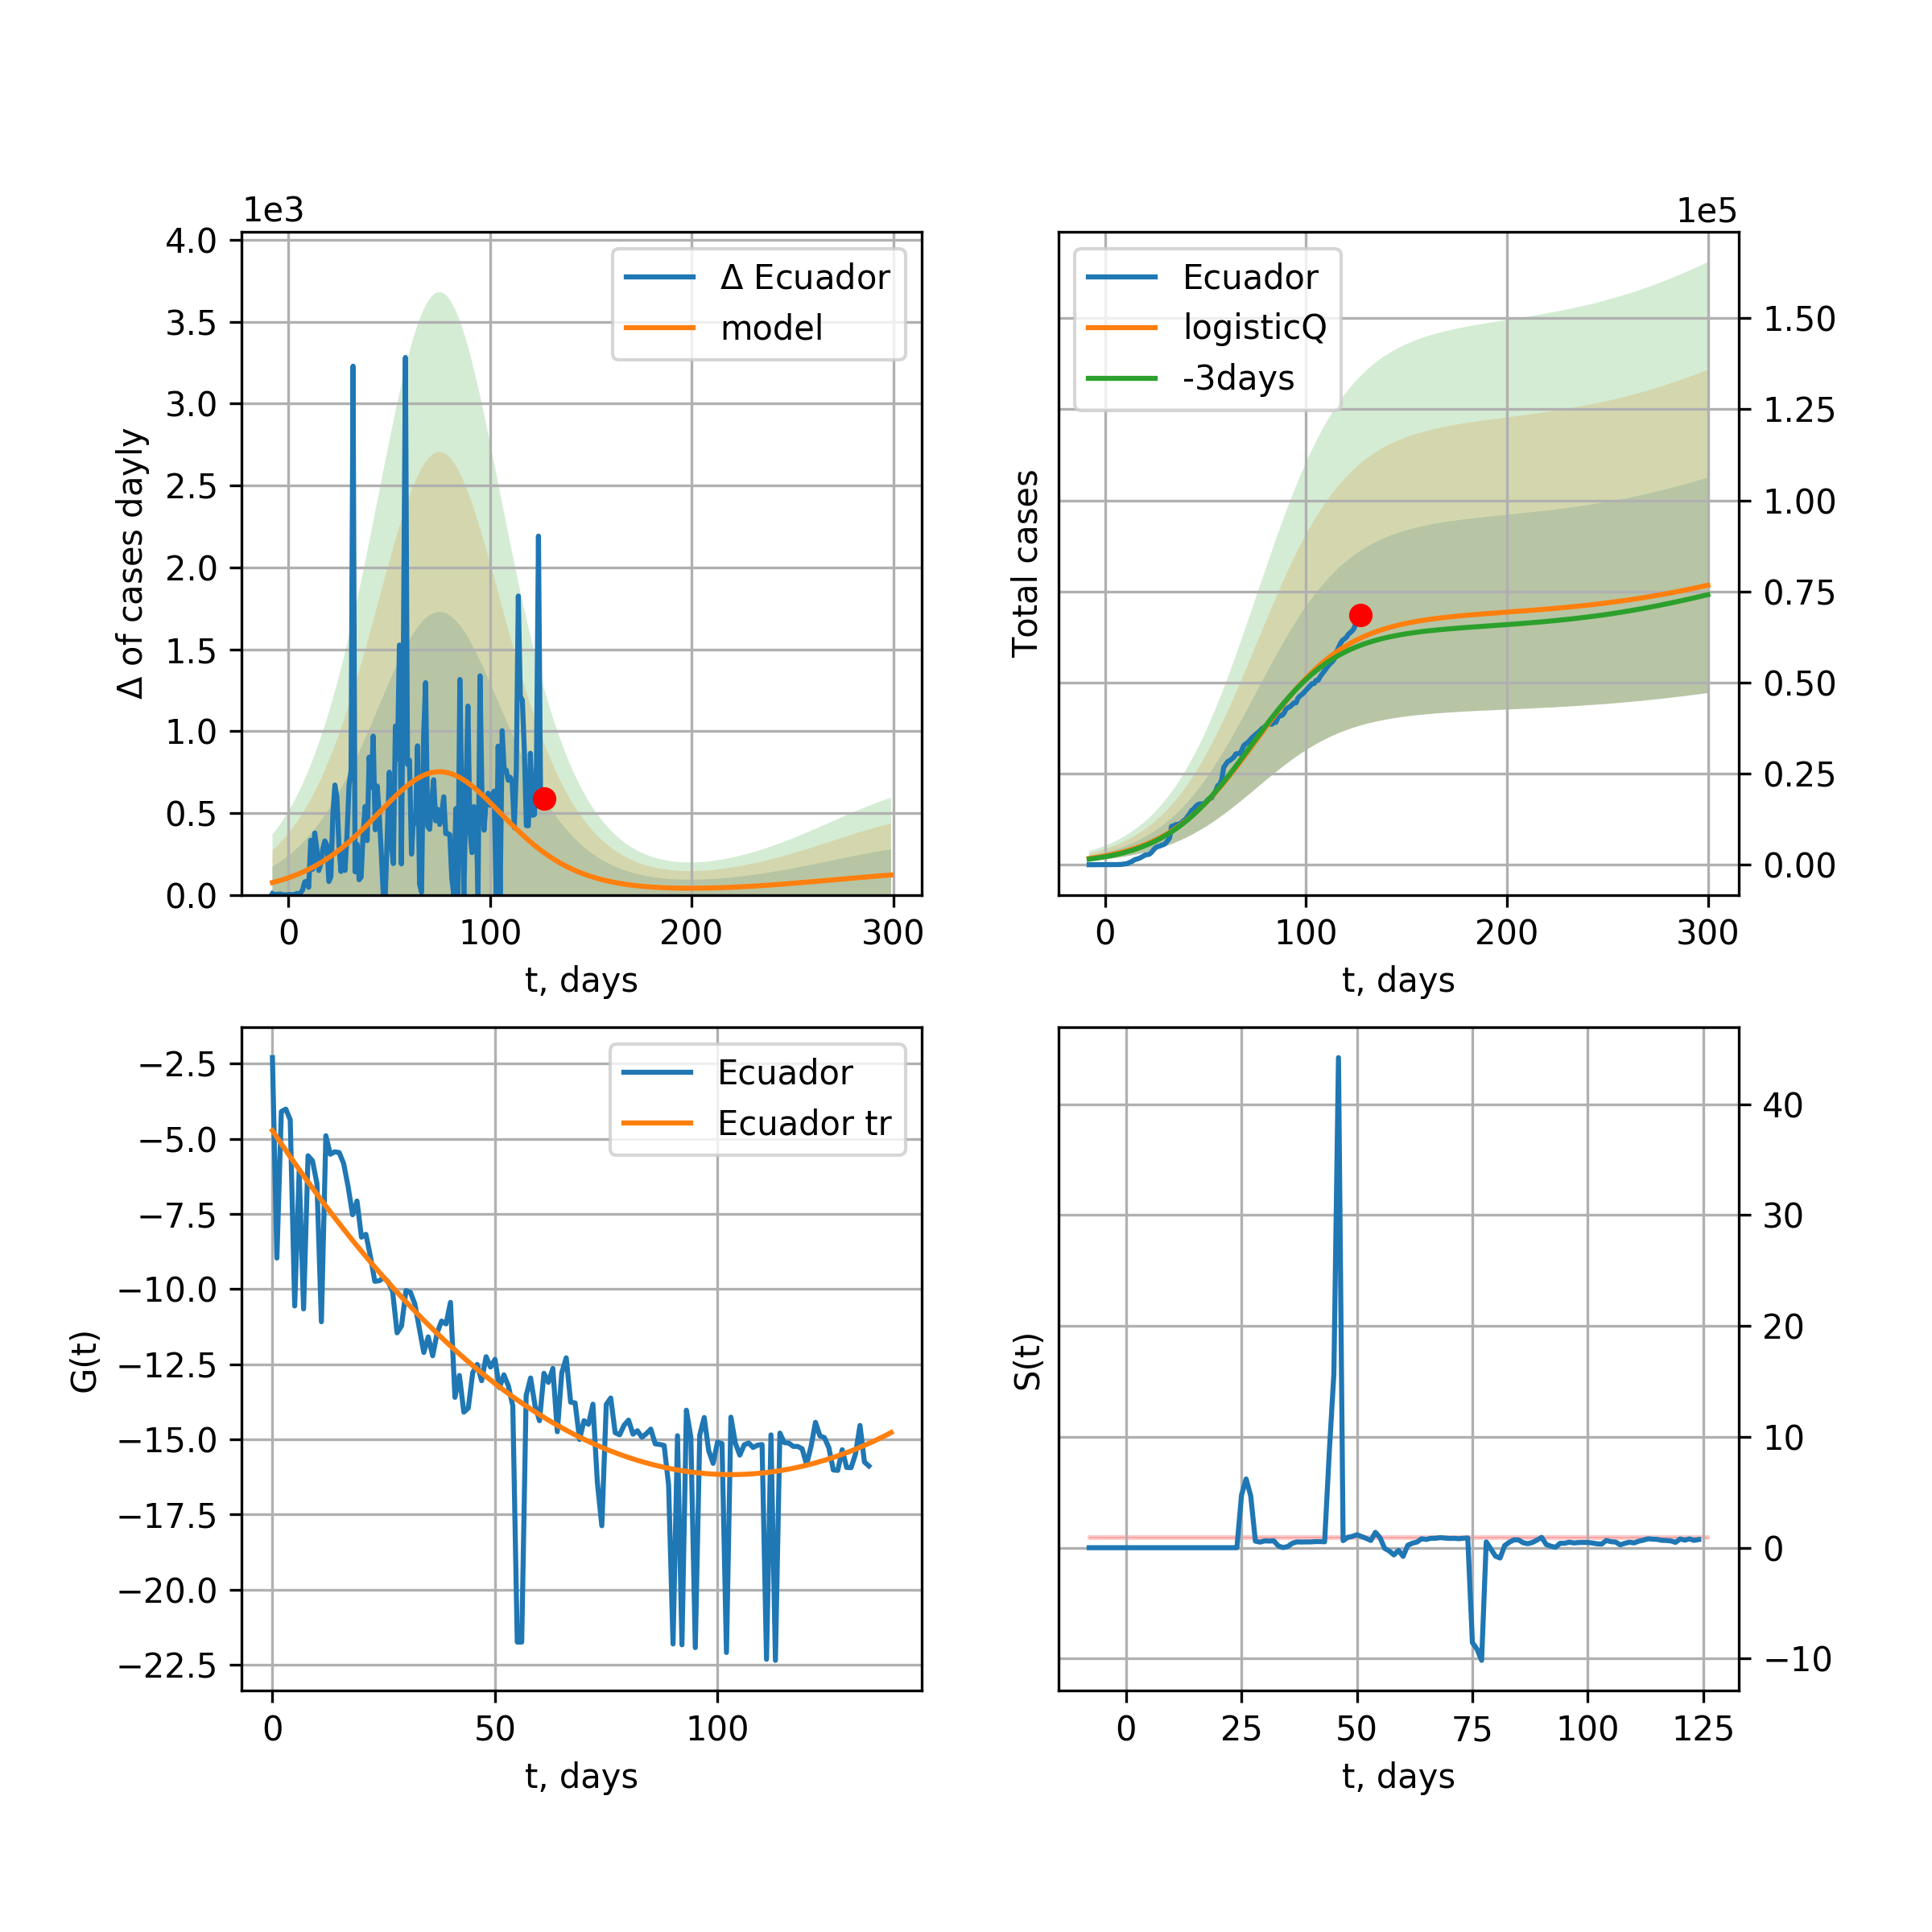 1e3
4.0
3.5
3.0
2.5
2.0
1.5
1.0
0.5
0.0
Δ of cases dayly
Δ Ecuador
model
0 100 200 300
t, days
1e5
Ecuador
logisticQ
-3days
Total cases
1.50
1.25
1.00
0.75
0.50
0.25
0.00
0 100 200 300
t, days
−2.5
−5.0
−7.5
−10.0
−12.5
−15.0
−17.5
−20.0
−22.5
G(t)
Ecuador
Ecuador tr
0 50 100
t, days
S(t)
40
30
20
10
0
−10
0 25 50 75 100 125
t, days